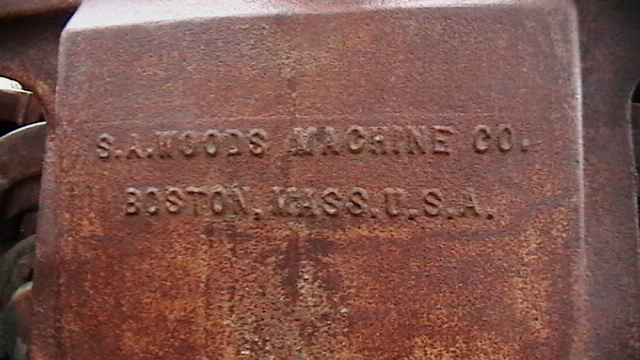 S.A.WOODS MACHINE CO.
BOSTON, MASS. U.S.A.